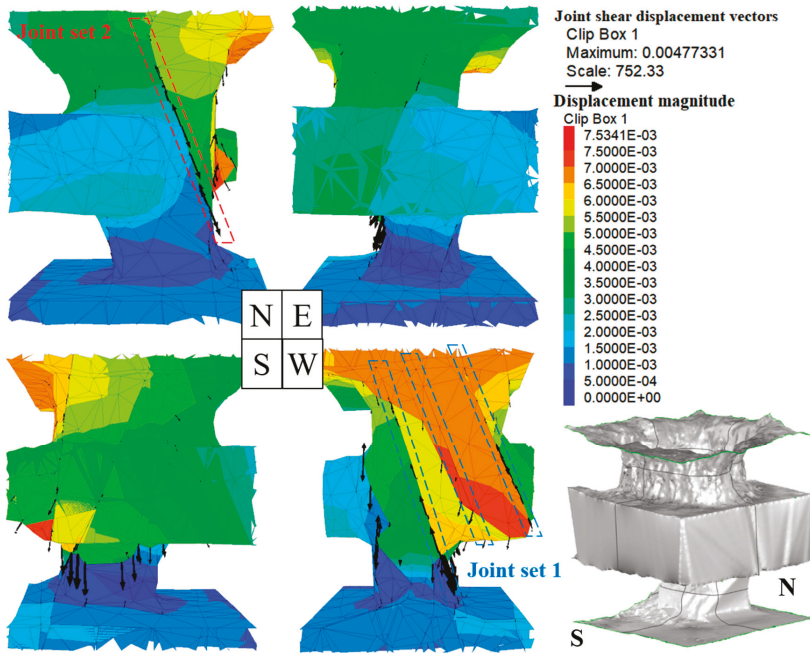 Joint set 2
Joint shear displacement vectors
Clip Box 1
Maximum: 0.00477331
Scale: 752.33
Displacement magnitude
Clip Box 1
7.5341E-03
7.5000E-03
7.0000E-03
6.5000E-03
6.0000E-03
5.5000E-03
5.0000E-03
4.5000E-03
4.0000E-03
3.5000E-03
3.0000E-03
2.5000E-03
2.0000E-03
1.5000E-03
1.0000E-03
5.0000E-04
0.0000E+00
N E
S W
Joint set 1
N
S